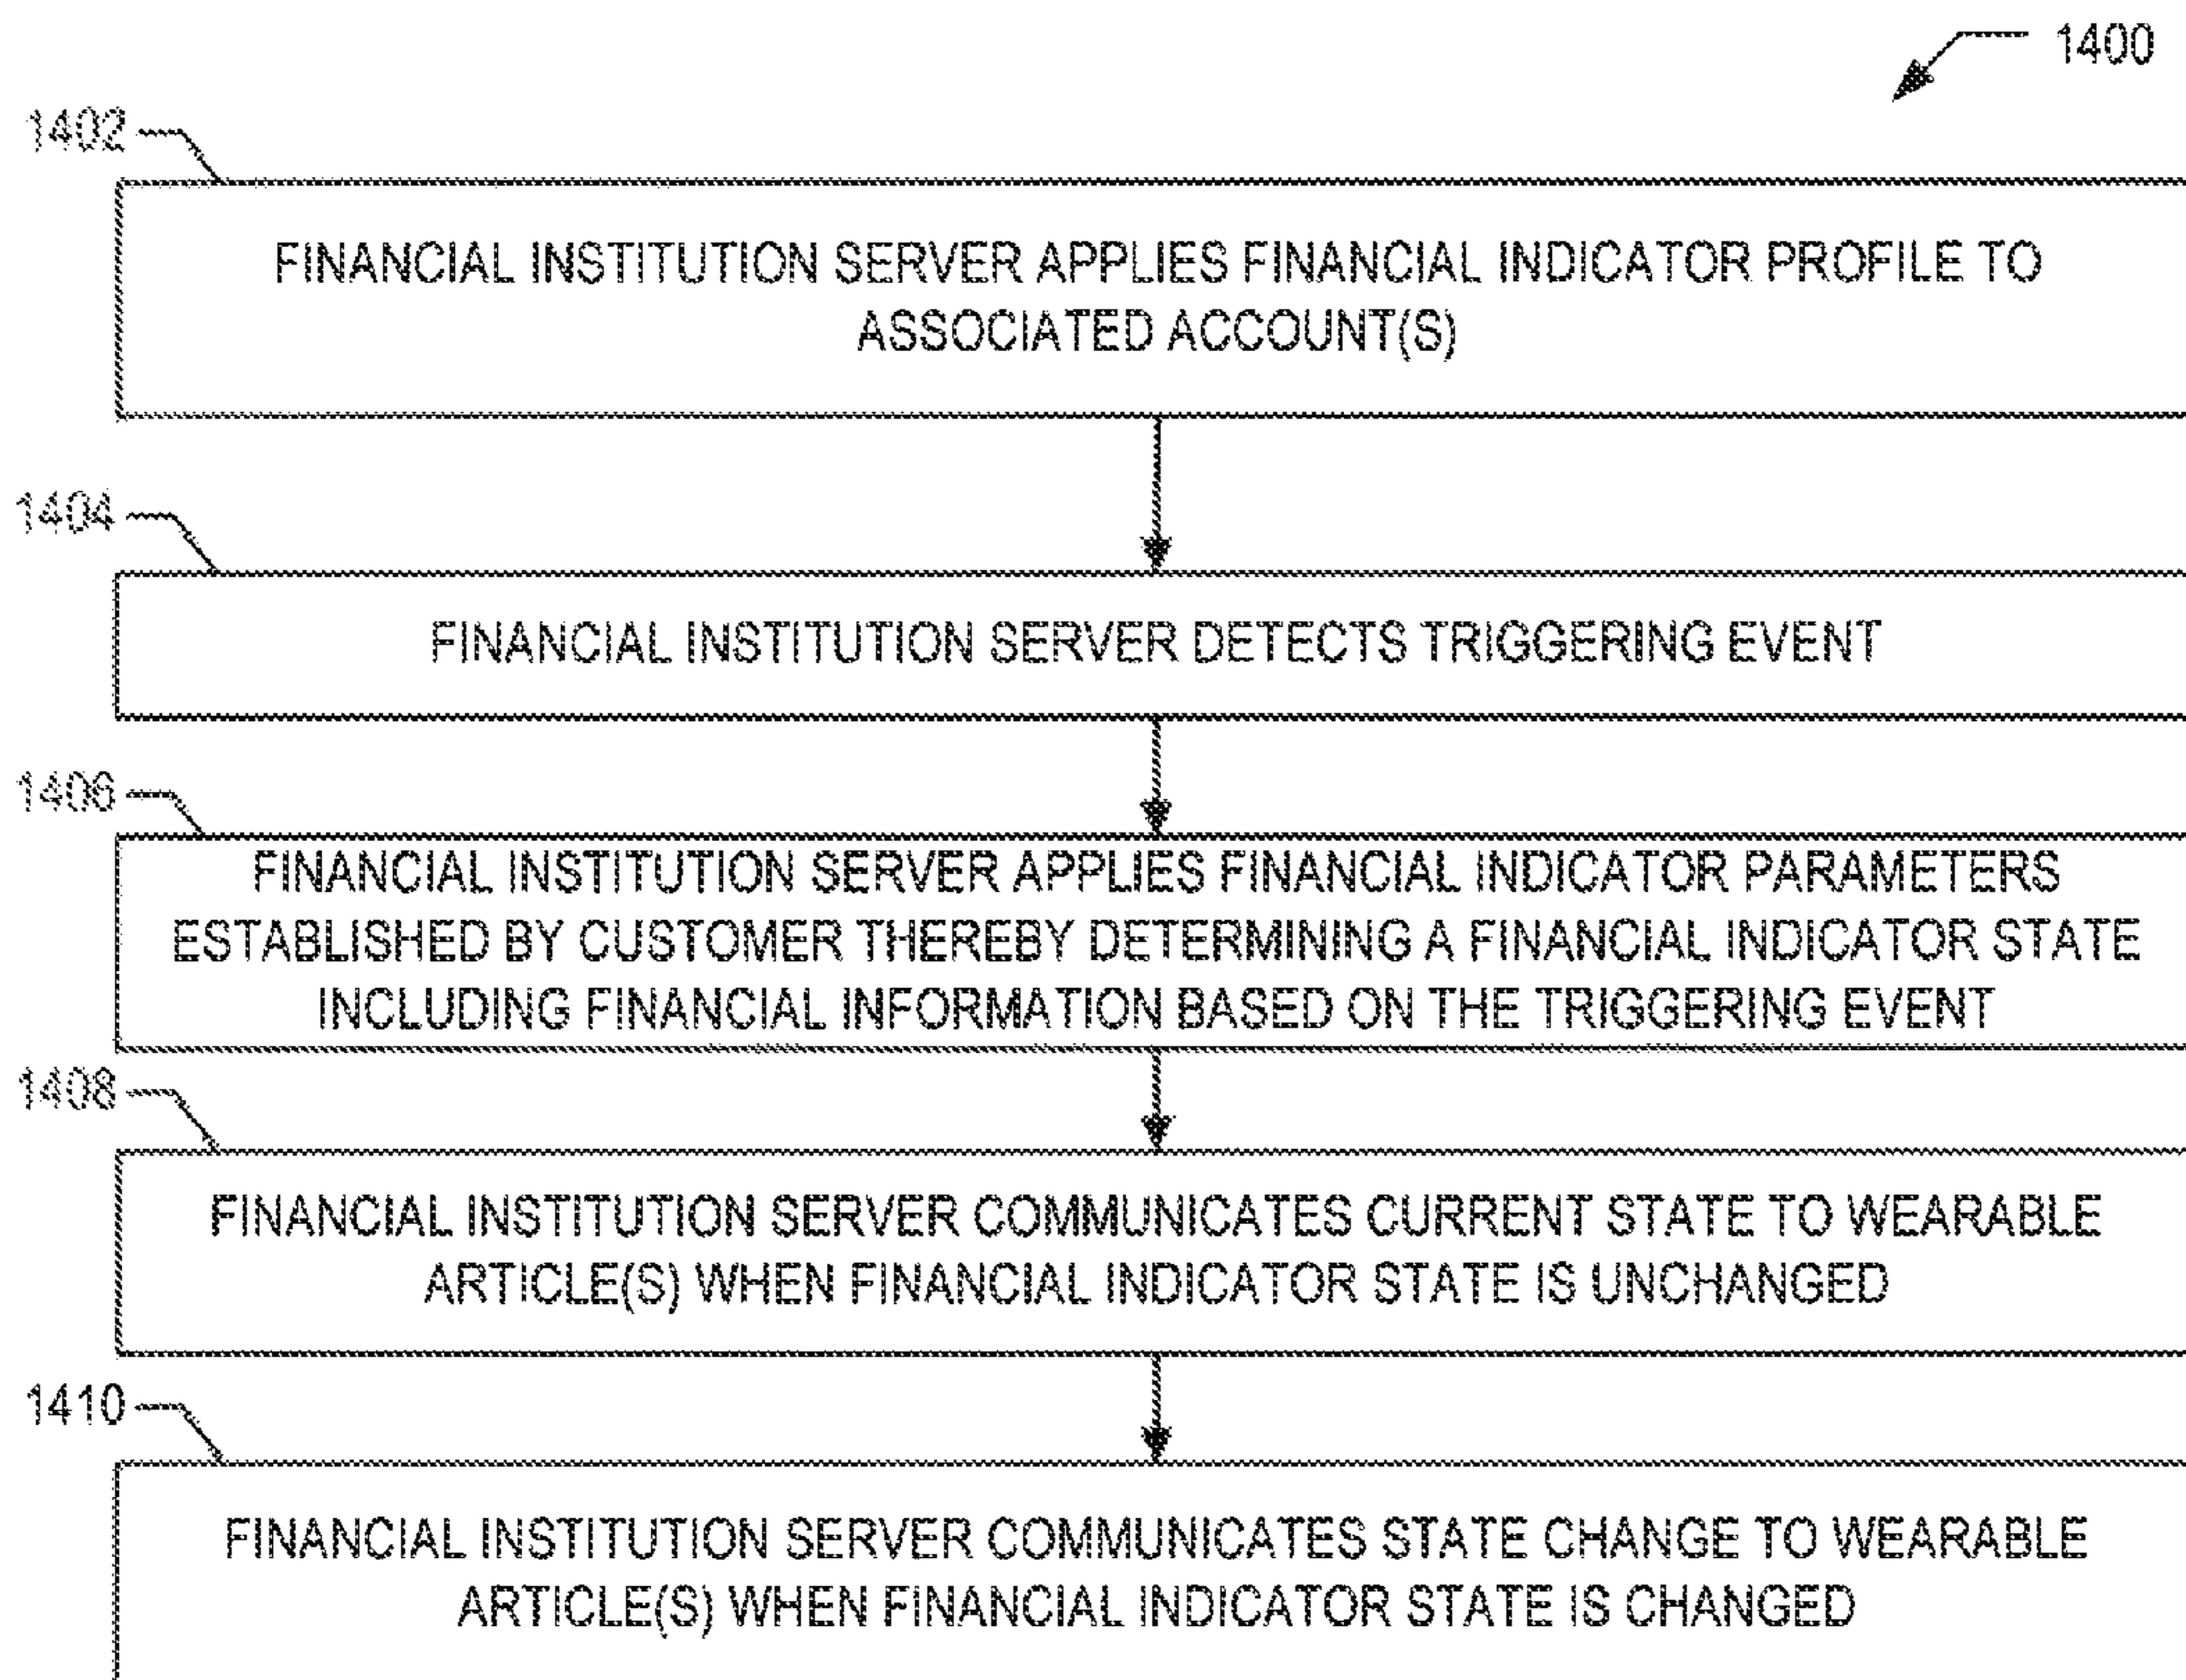 1400
1402
FINANCIAL INSTITUTION SERVER APPLIES FINANCIAL INDICATOR PROFILE TO
ASSOCIATED ACCOUNT(S)
1404
FINANCIAL INSTITUTION SERVER DETECTS TRIGGERING EVENT
1406
FINANCIAL INSTITUTION SERVER APPLIES FINANCIAL INDICATOR PARAMETERS
ESTABLISHED BY CUSTOMER THEREBY DETERMINING A FINANCIAL INDICATOR STATE
INCLUDING FINANCIAL INFORMATION BASED ON THE TRIGGERING EVENT
1408
FINANCIAL INSTITUTION SERVER COMMUNICATES CURRENT STATE TO WEARABLE
ARTICLE(S) WHEN FINANCIAL INDICATOR STATE IS UNCHANGED
1410
FINANCIAL INSTITUTION SERVER COMMUNICATES STATE CHANGE TO WEARABLE
ARTICLE(S) WHEN FINANCIAL INDICATOR STATE IS CHANGED